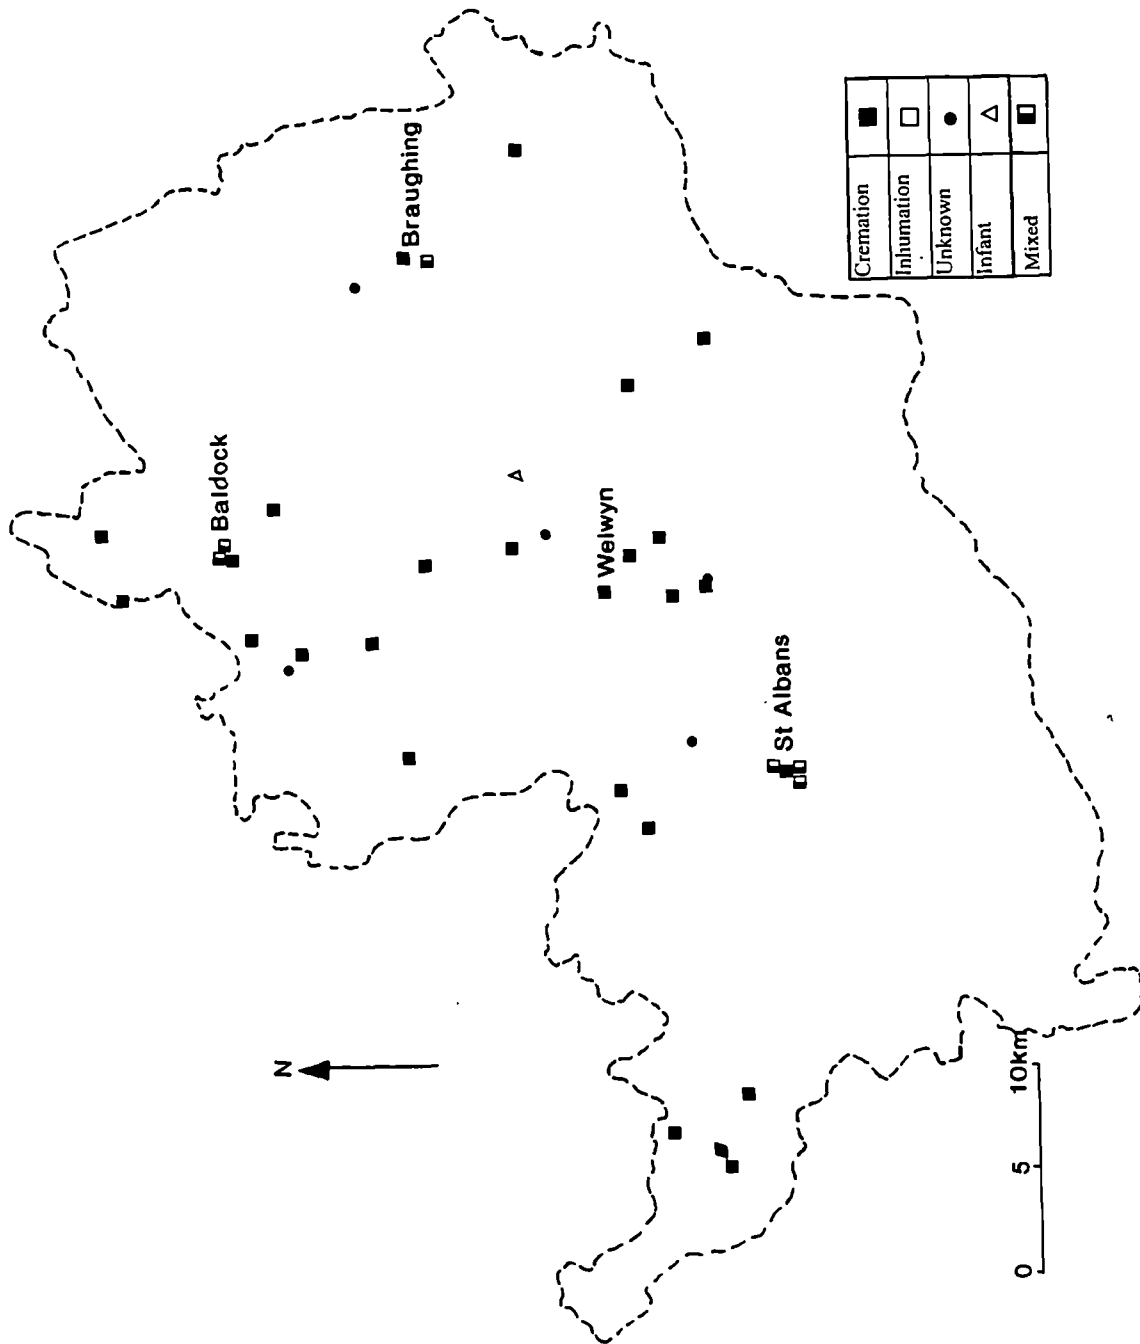 Baldock
Braughing
Welwyn
St Albans
N
0 5 10km
Cremation
Inhumation
Unknown
Infant
Mixed